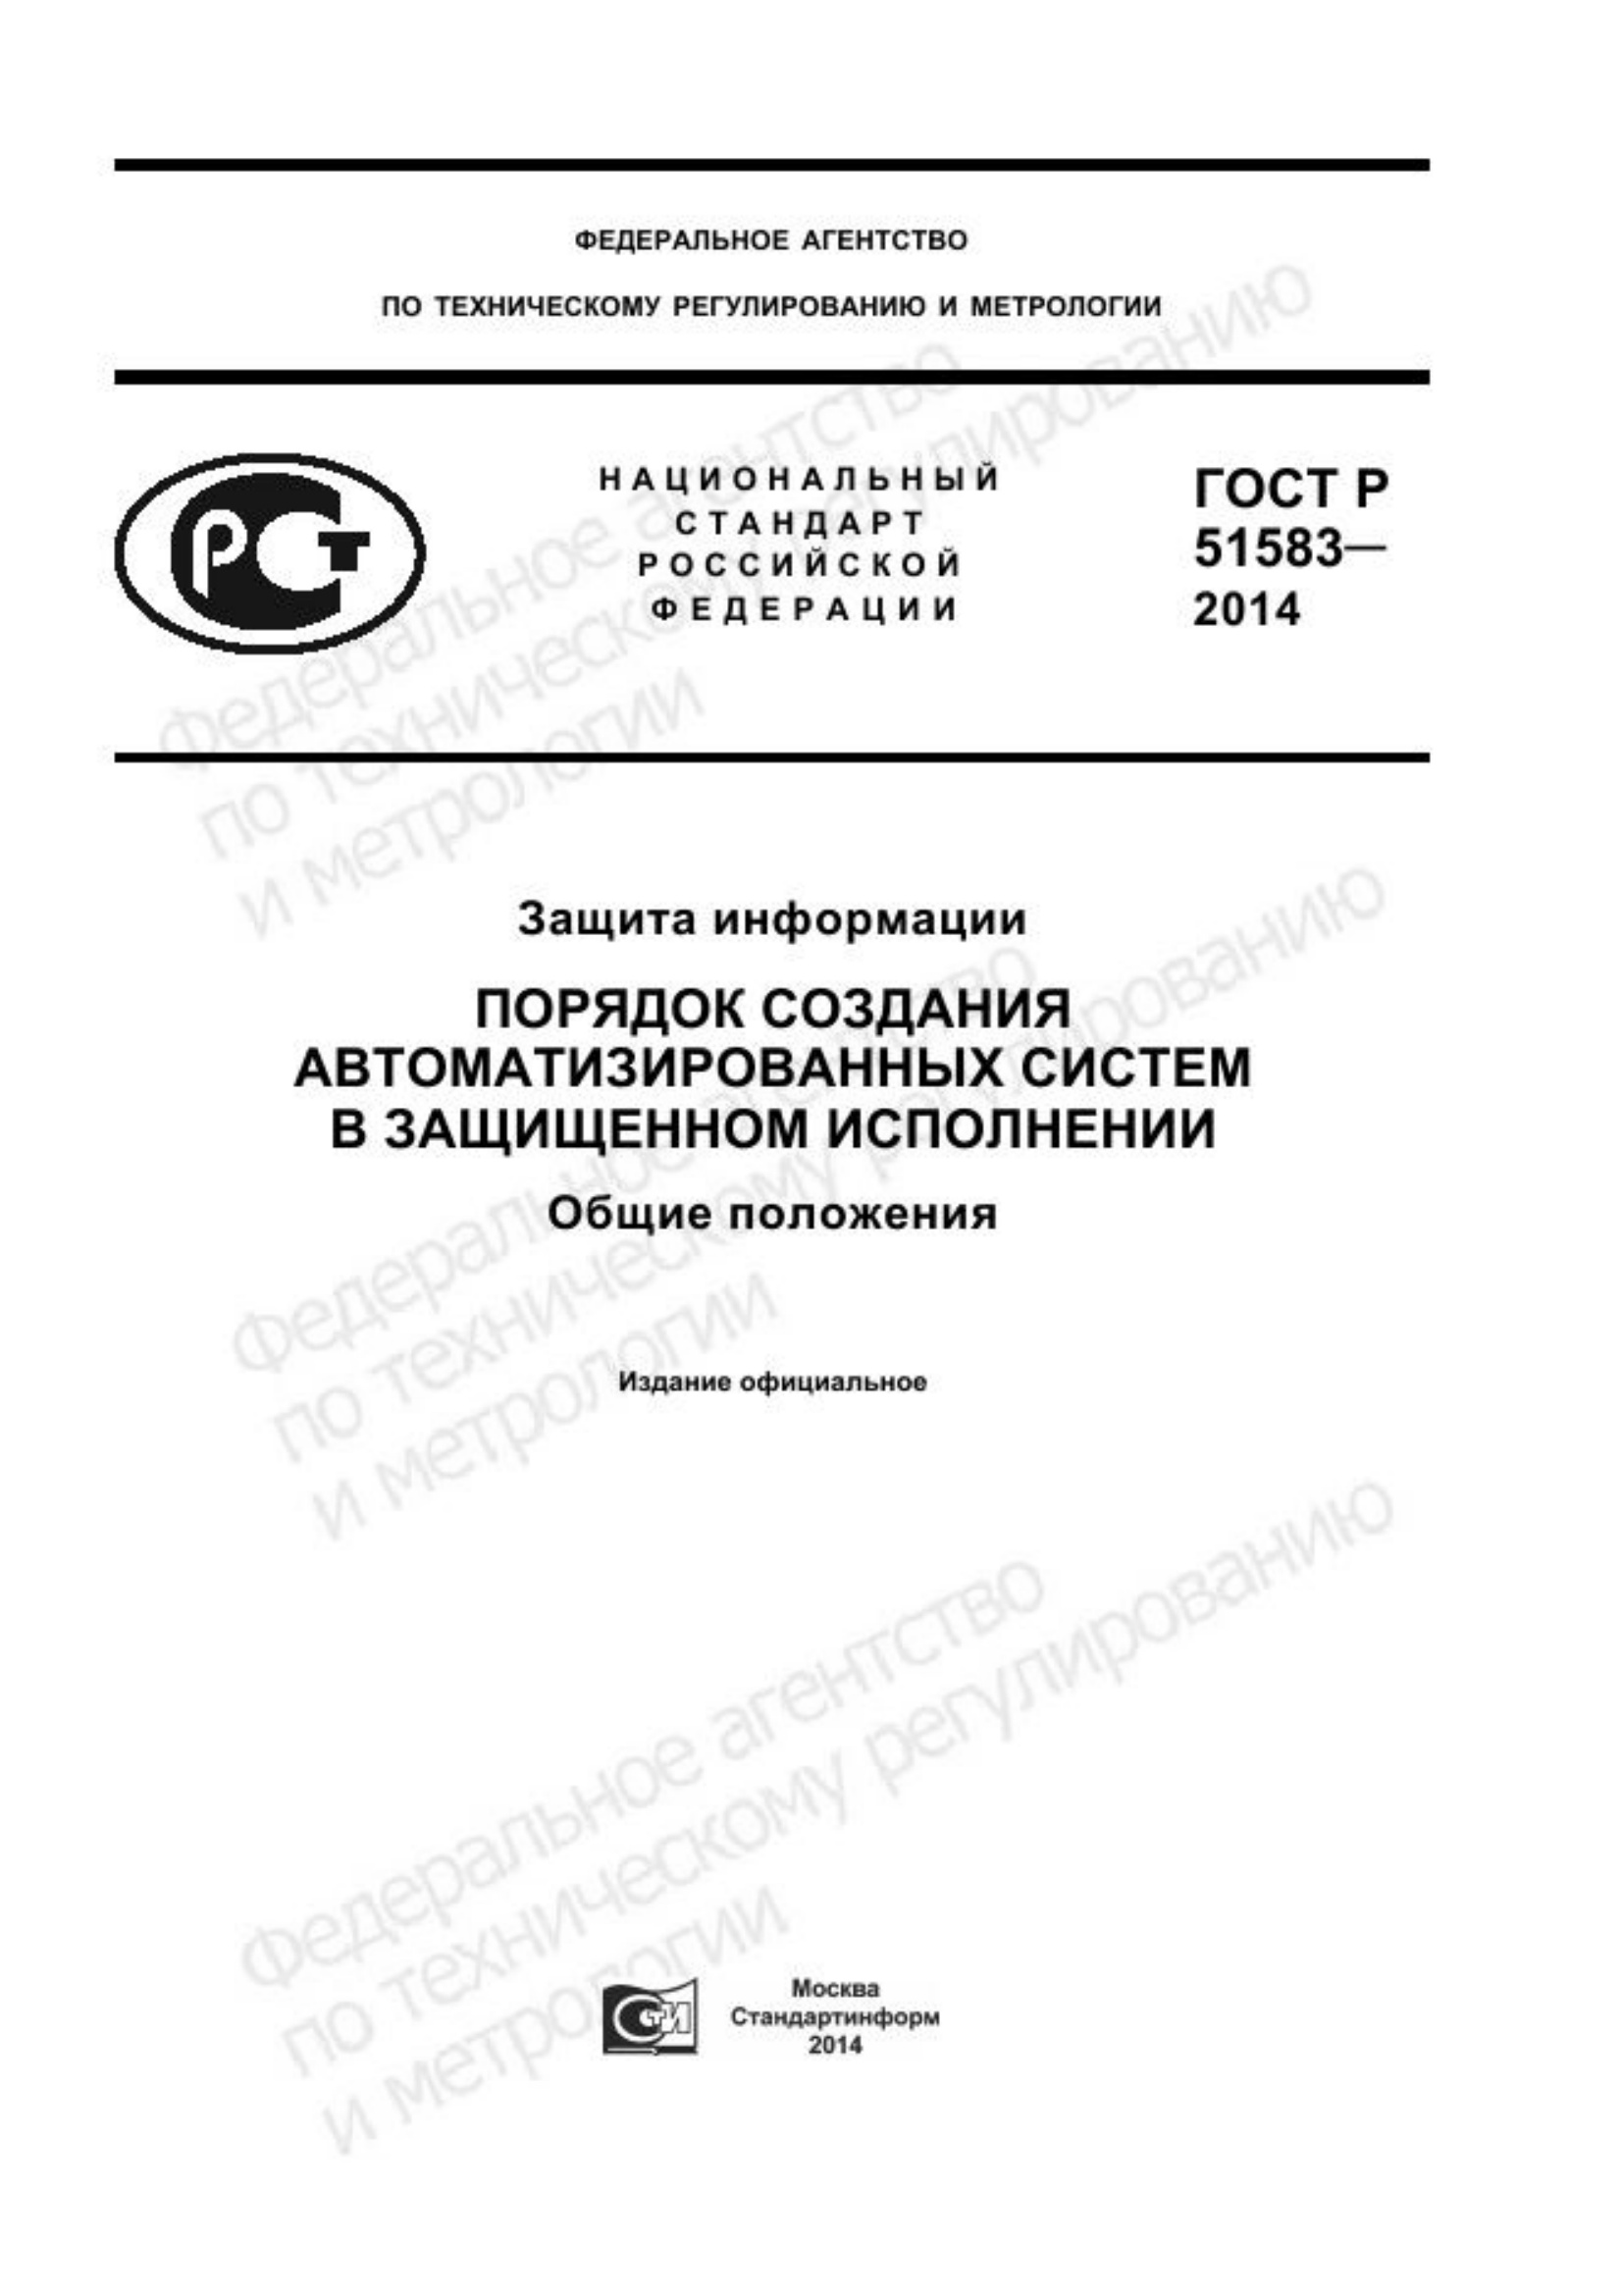 ФЕДЕРАЛЬНОЕ АГЕНТСТВО
ПО ТЕХНИЧЕСКОМУ РЕГУЛИРОВАНИЮ И МЕТРОЛОГИИ
РСТ
НАЦИОНАЛЬНЫЙ
СТАНДАРТ
РОССИЙСКОЙ
ФЕДЕРАЦИИ
ГОСТ Р
51583—
2014
Федеральное агентство
по техническому регулированию
и метрологии
Защита информации
ПОРЯДОК СОЗДАНИЯ
АВТОМАТИЗИРОВАННЫХ СИСТЕМ
В ЗАЩИЩЕННОМ ИСПОЛНЕНИИ
Общие положения
Федеральное агентство
по техническому регулированию
и метрологии
Издание официальное
Федеральное агентство
по техническому регулированию
и метрологии
СТИ
Москва
Стандартинформ
2014